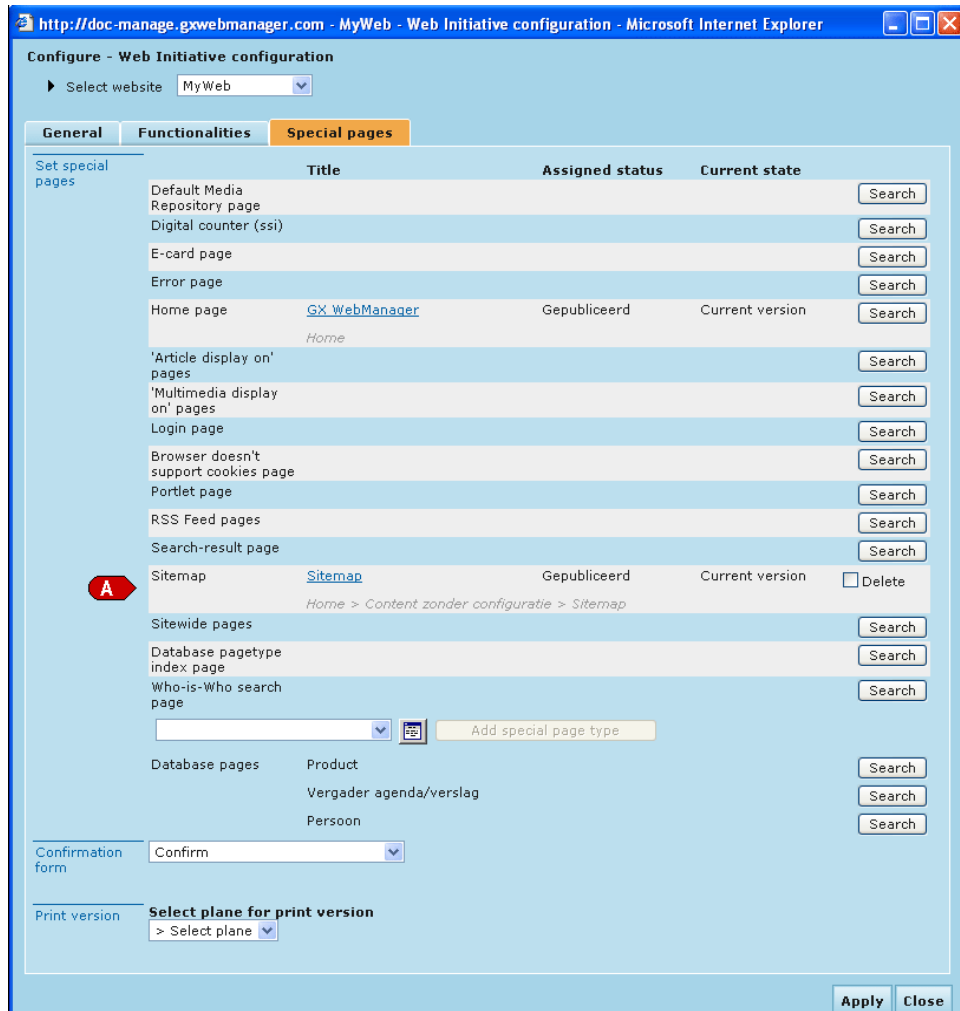 http://doc-manage.gxwebmanager.com - MyWeb - Web Initiative configuration - Microsoft Internet Explorer
Configure - Web Initiative configuration
Select website MyWeb
General Functionalities Special pages
Set special
pages
Title Assigned status Current state
Default Media
Repository page Search
Digital counter (ssi) Search
E-card page Search
Error page Search
Home page GX WebManager Gepubliceerd Current version Search
Home
'Article display on'
pages Search
'Multimedia display
on' pages Search
Login page Search
Browser doesn't
support cookies page Search
Portlet page Search
RSS Feed pages Search
Search-result page Search
A
Sitemap Sitemap Gepubliceerd Current version Delete
Home > Content zonder configuratie > Sitemap
Sitewide pages Search
Database pagetype
index page Search
Who-is-Who search
page Search
Add special page type
Database pages Product Search
Vergader agenda/verslag Search
Persoon Search
Confirmation
form
Confirm
Print version Select plane for print version
> Select plane
Apply Close